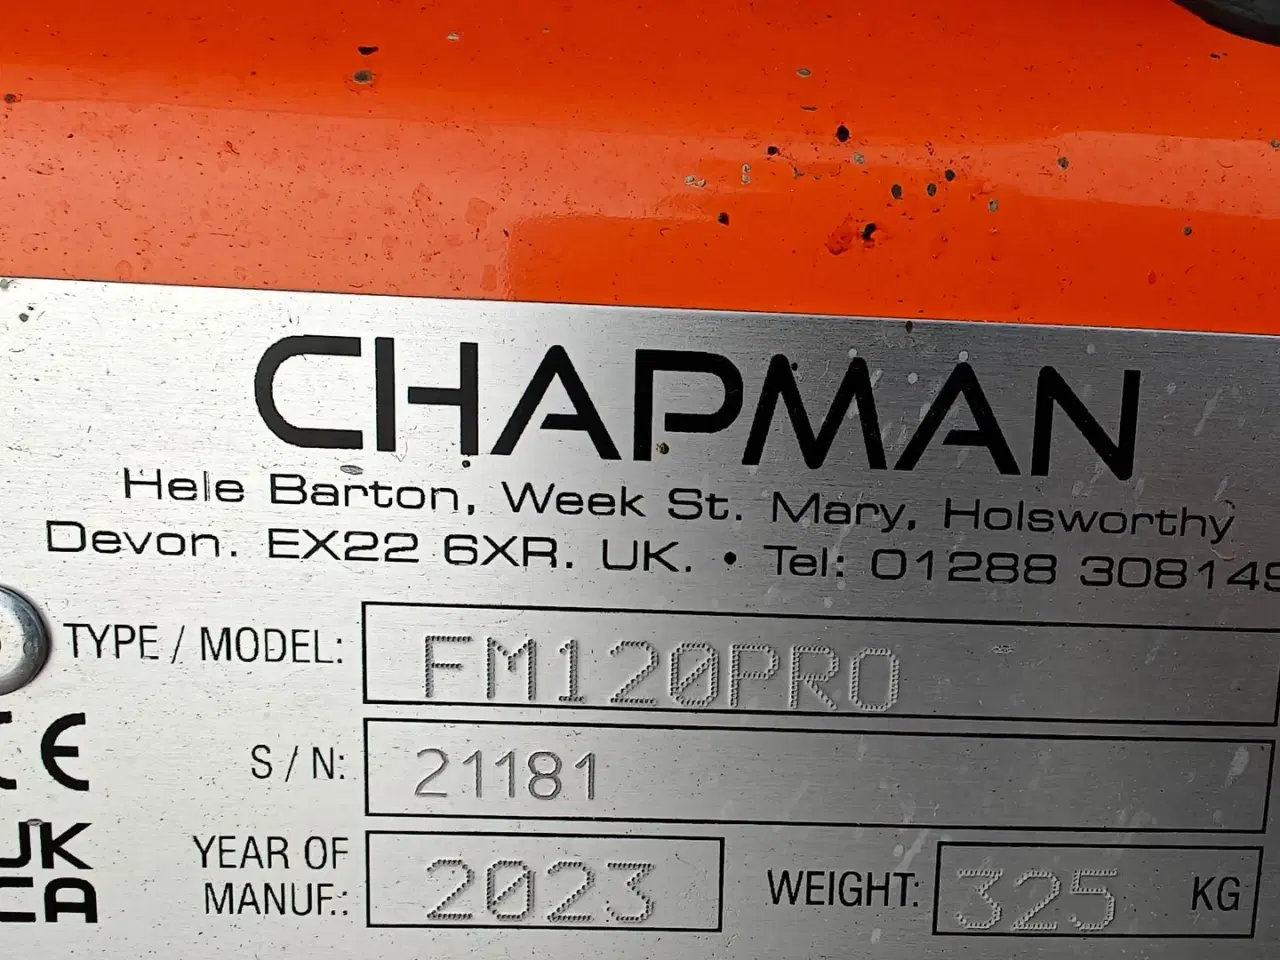 CHAPMAN
Hele Barton, Week St. Mary, Holsworthy
Devon. EX22 6XR. UK. • Tel: 01288 308149
TYPE / MODEL: FM120PRO
S / N: 21181
CE
UK
CA
YEAR OF
MANUF.: 2023
WEIGHT: 325 KG